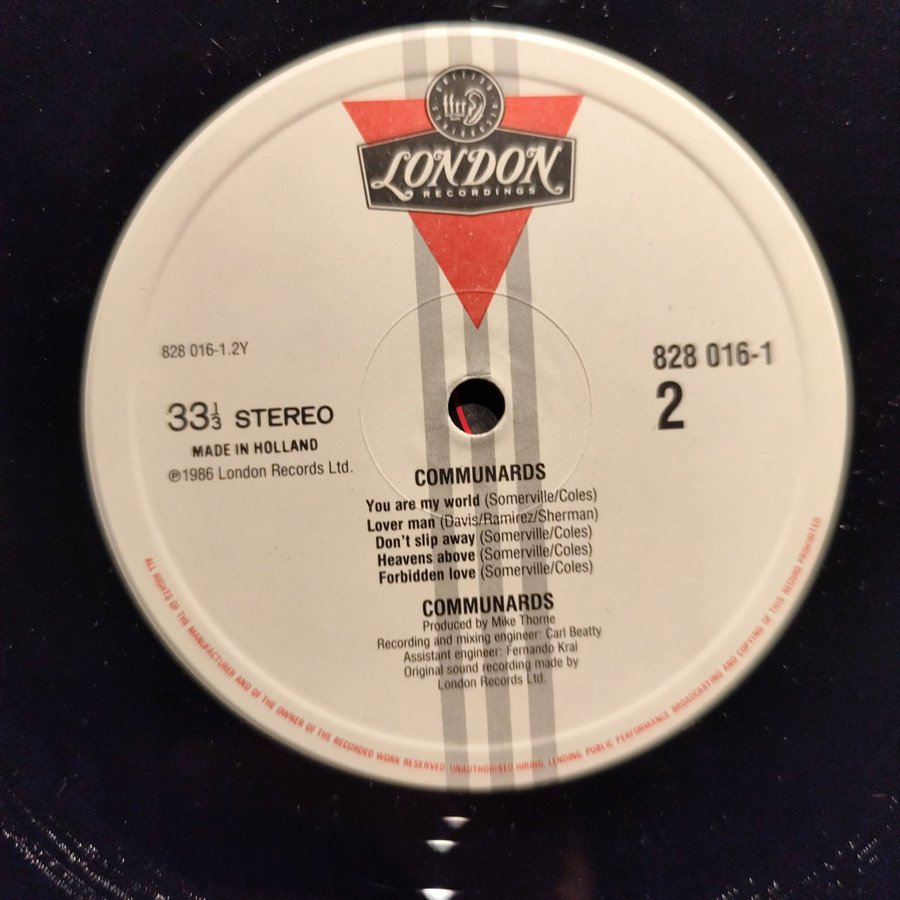 ffrr
LONDON
RECORDINGS
828 016-1.2Y
828 016-1
33⅓ STEREO
2
MADE IN HOLLAND
℗1986 London Records Ltd.
COMMUNARDS
You are my world (Somerville/Coles)
Lover man (Davis/Ramirez/Sherman)
Don't slip away (Somerville/Coles)
Heavens above (Somerville/Coles)
Forbidden love (Somerville/Coles)
COMMUNARDS
Produced by Mike Thorne
Recording and mixing engineer: Carl Beatty
Assistant engineer: Fernando Kral
Original sound recording made by
London Records Ltd.
ALL RIGHTS OF THE MANUFACTURER AND OF THE OWNER OF THE RECORDED WORK RESERVED. UNAUTHORISED HIRING, LENDING, PUBLIC PERFORMANCE BROADCASTING AND COPYING OF THIS RECORD PROHIBITED.